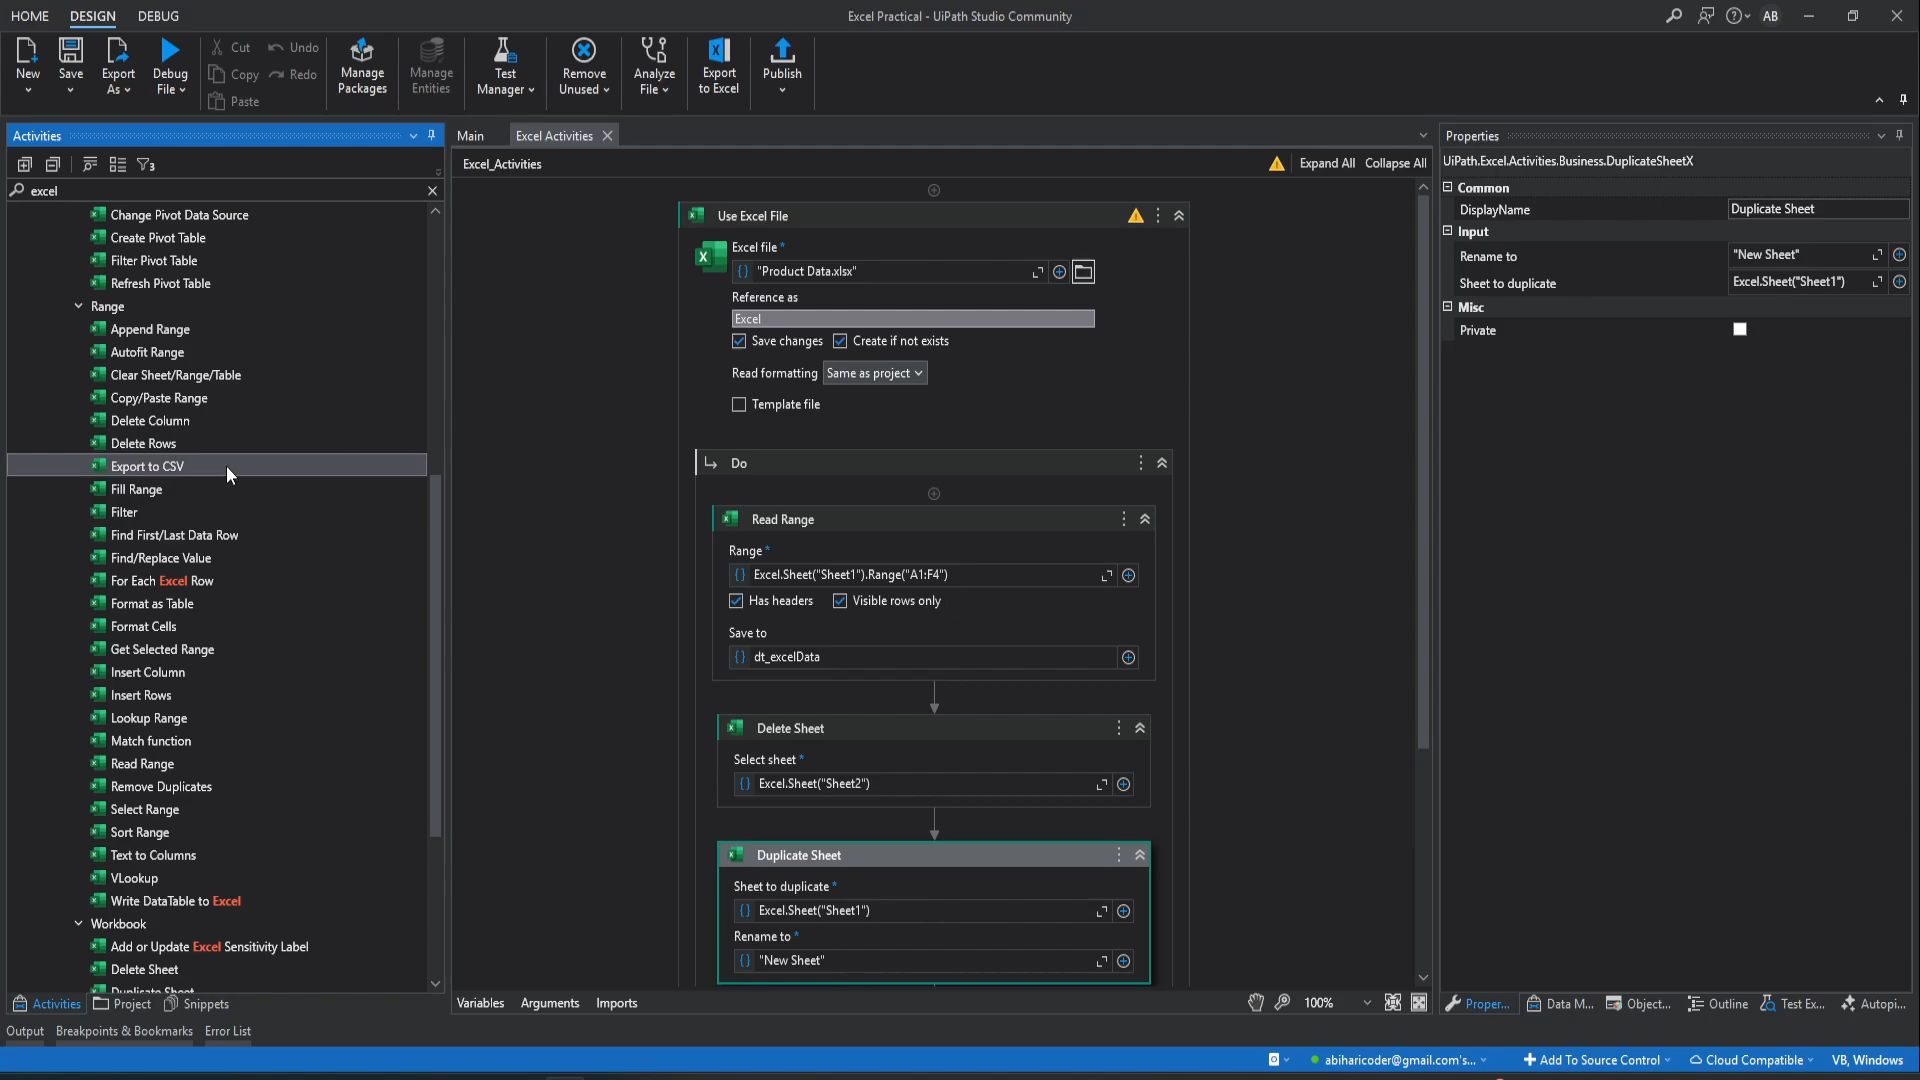 HOME DESIGN DEBUG
Excel Practical - UiPath Studio Community
AB
New
Save
Export As
Debug File
Cut
Copy
Paste
Undo
Redo
Manage Packages
Manage Entities
Test Manager
Remove Unused
Analyze File
Export to Excel
Publish
Activities
3
excel
Change Pivot Data Source
Create Pivot Table
Filter Pivot Table
Refresh Pivot Table
Range
Append Range
Autofit Range
Clear Sheet/Range/Table
Copy/Paste Range
Delete Column
Delete Rows
Export to CSV
Fill Range
Filter
Find First/Last Data Row
Find/Replace Value
For Each Excel Row
Format as Table
Format Cells
Get Selected Range
Insert Column
Insert Rows
Lookup Range
Match function
Read Range
Remove Duplicates
Select Range
Sort Range
Text to Columns
VLookup
Write DataTable to Excel
Workbook
Add or Update Excel Sensitivity Label
Delete Sheet
Duplicate Sheet
Activities Project Snippets
Output Breakpoints & Bookmarks Error List
Main Excel Activities
Excel_Activities Expand All Collapse All
Use Excel File
Excel file *
"Product Data.xlsx"
Reference as
Excel
Save changes Create if not exists
Read formatting Same as project
Template file
Do
Read Range
Range *
Excel.Sheet("Sheet1").Range("A1:F4")
Has headers Visible rows only
Save to
dt_excelData
Delete Sheet
Select sheet *
Excel.Sheet("Sheet2")
Duplicate Sheet
Sheet to duplicate *
Excel.Sheet("Sheet1")
Rename to *
"New Sheet"
Variables Arguments Imports 100%
Properties
UiPath.Excel.Activities.Business.DuplicateSheetX
Common
DisplayName Duplicate Sheet
Input
Rename to "New Sheet"
Sheet to duplicate Excel.Sheet("Sheet1")
Misc
Private
Proper... Data M... Object... Outline Test Ex... Autopi...
abiharicoder@gmail.com's... Add To Source Control Cloud Compatible VB, Windows